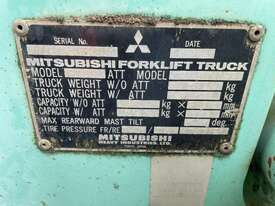 SERIAL No. DATE
MITSUBISHI FORKLIFT TRUCK
MODEL ATT MODEL
TRUCK WEIGHT W/O ATT kg
TRUCK WEIGHT W/ ATT kg
CAPACITY W/O ATT kg × mm
CAPACITY W/ ATT kg × mm
MAX REARWARD MAST TILT deg.
TIRE PRESSURE FR/RE /
MITSUBISHI
HEAVY INDUSTRIES, LTD.